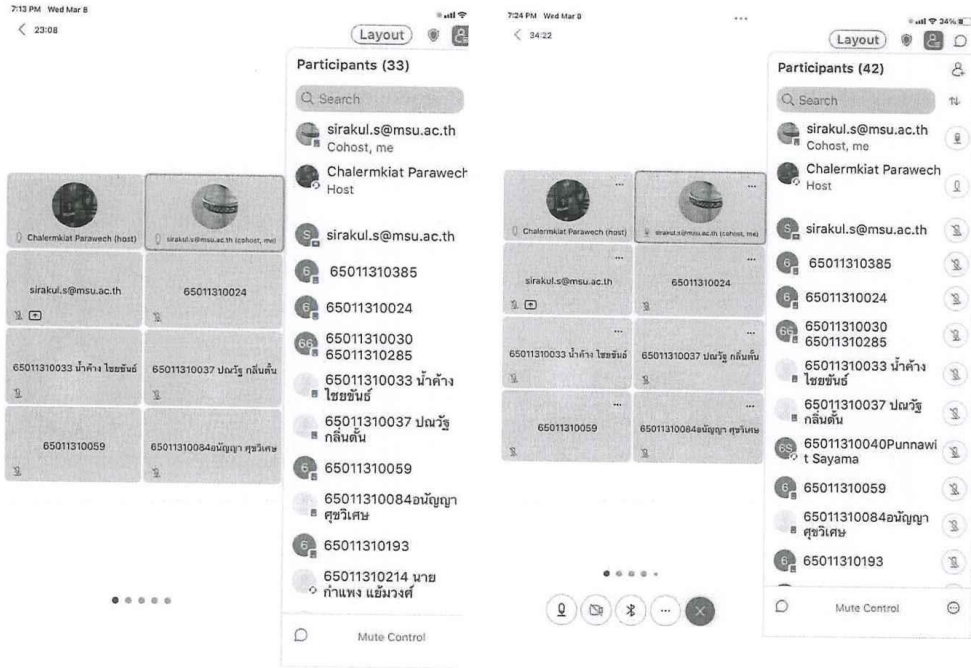 7:13 PM Wed Mar 8
23:08
Layout
Participants (33)
Search
sirakul.s@msu.ac.th
Cohost, me
Chalermkiat Parawech
Host
S
sirakul.s@msu.ac.th
6
65011310385
6
65011310024
66
65011310030
65011310285
65011310033 น้ำค้าง
ไชยขันธ์
65011310037 ปณวัฐ
กลิ่นตั้น
6
65011310059
65011310084อนัญญา
ศุขวิเศษ
6
65011310193
65011310214 นาย
กำแพง แย้มวงศ์
Mute Control
Chalermkiat Parawech (host)
sirakul.s@msu.ac.th (cohost, me)
sirakul.s@msu.ac.th
65011310024
65011310033 น้ำค้าง ไชยขันธ์
65011310037 ปณวัฐ กลิ่นตั้น
65011310059
65011310084อนัญญา ศุขวิเศษ
7:24 PM Wed Mar 8
34%
34:22
Layout
Participants (42)
Search
sirakul.s@msu.ac.th
Cohost, me
Chalermkiat Parawech
Host
S
sirakul.s@msu.ac.th
6
65011310385
6
65011310024
66
65011310030
65011310285
65011310033 น้ำค้าง
ไชยขันธ์
65011310037 ปณวัฐ
กลิ่นตั้น
6S
65011310040Punnawi
t Sayama
6
65011310059
65011310084อนัญญา
ศุขวิเศษ
6
65011310193
Mute Control
Chalermkiat Parawech (host)
sirakul.s@msu.ac.th (cohost, me)
sirakul.s@msu.ac.th
65011310024
65011310033 น้ำค้าง ไชยขันธ์
65011310037 ปณวัฐ กลิ่นตั้น
65011310059
65011310084อนัญญา ศุขวิเศษ